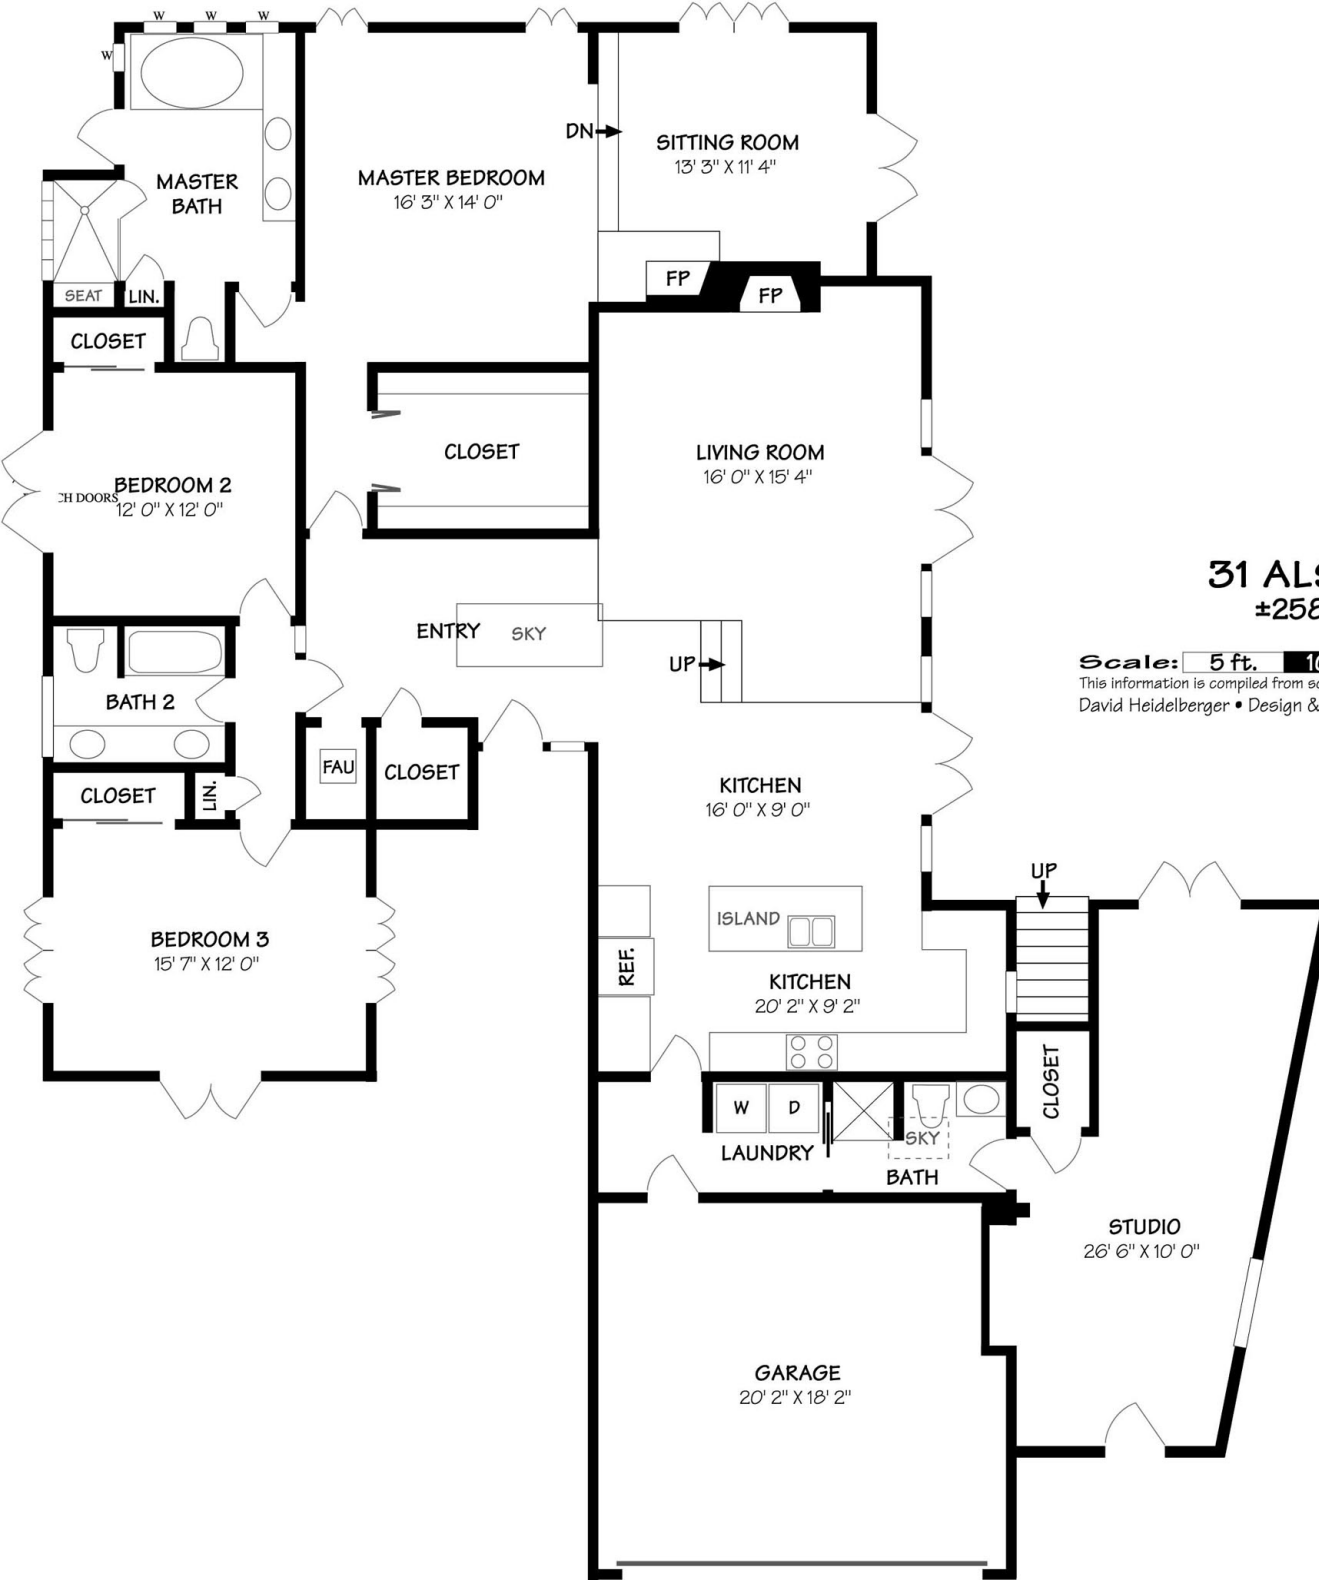 W W W
W
MASTER
BATH
SEAT
LIN.
CLOSET
MASTER BEDROOM
16' 3" X 14' 0"
DN
SITTING ROOM
13' 3" X 11' 4"
FP
FP
CLOSET
LIVING ROOM
16' 0" X 15' 4"
BEDROOM 2
CH DOORS
12' 0" X 12' 0"
31
±258
Scale: 5 ft.
This information is compiled from
David Heidelberger • Design &
ENTRY
SKY
UP
BATH 2
FAU
CLOSET
CLOSET
LIN.
KITCHEN
16' 0" X 9' 0"
UP
BEDROOM 3
15' 7" X 12' 0"
ISLAND
REF.
KITCHEN
20' 2" X 9' 2"
CLOSET
W D
LAUNDRY
SKY
BATH
STUDIO
26' 6" X 10' 0"
GARAGE
20' 2" X 18' 2"